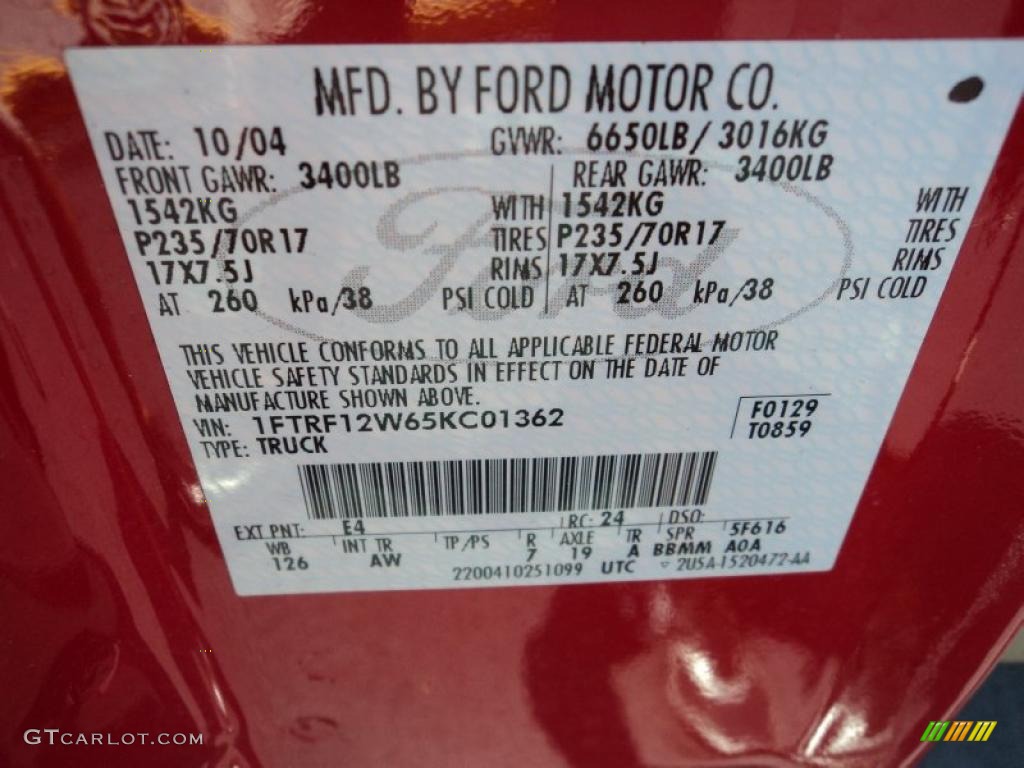 MFD. BY FORD MOTOR CO.
DATE: 10/04 GVWR: 6650LB/ 3016KG
FRONT GAWR: 3400LB REAR GAWR: 3400LB
1542KG WITH 1542KG WITH
P235/70R17 TIRES P235/70R17 TIRES
17X7.5J RIMS 17X7.5J RIMS
AT 260 kPa/38 PSI COLD AT 260 kPa/38 PSI COLD
Ford
THIS VEHICLE CONFORMS TO ALL APPLICABLE FEDERAL MOTOR
VEHICLE SAFETY STANDARDS IN EFFECT ON THE DATE OF
MANUFACTURE SHOWN ABOVE.
VIN: 1FTRF12W65KC01362 F0129
TYPE: TRUCK T0859
EXT PNT: E4 RC: 24 DSO:
WB INT TR TP/PS R AXLE TR SPR 5F616
126 AW 7 19 A BBMM A0A
2200410251099 UTC ▽ 2U5A-1520472-AA
GTCARLOT.COM